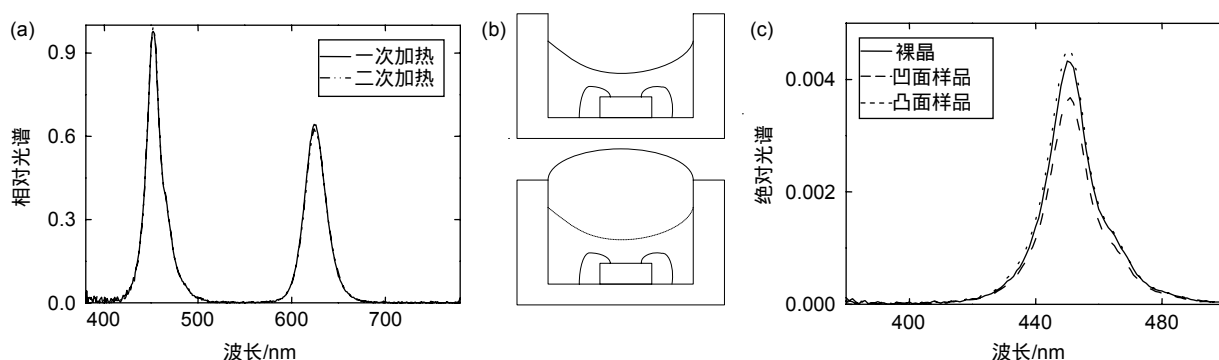 (a)
相对光谱
0.9
0.6
0.3
0.0
一次加热
二次加热
400
500
600
700
波长/nm
(b)
(c)
绝对光谱
0.004
0.002
0.000
裸晶
凹面样品
凸面样品
400
440
480
波长/nm